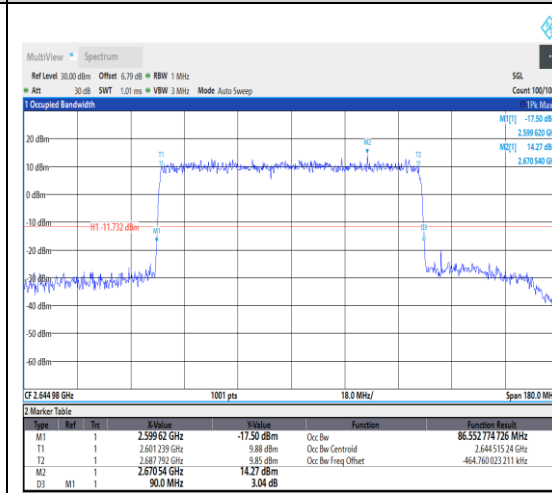 MultiView Spectrum
Ref Level 30.00 dBm Offset 6.79 dB RBW 1 MHz SGL
Att 30 dB SWT 1.01 ms VBW 3 MHz Mode Auto Sweep Count 100/10
1 Occupied Bandwidth 1Pk Max
M1[1] -17.50 dB
2.599 620 G
M2[1] 14.27 dB
2.670 540 G
M2
T1 T2
20 dBm
10 dBm
0 dBm
-10 dBm
H1 -11.732 dBm
M1 D3
-20 dBm
-30 dBm
-40 dBm
-50 dBm
-60 dBm
CF 2.644 98 GHz 1001 pts 18.0 MHz/ Span 180.0 MH
2 Marker Table
Type Ref Trc X-Value Y-Value Function Function Result
M1 1 2.599 62 GHz -17.50 dBm Occ Bw 86.552 774 726 MHz
T1 1 2.601 239 GHz 9.88 dBm Occ Bw Centroid 2.644 515 24 GHz
T2 1 2.687 792 GHz 9.85 dBm Occ Bw Freq Offset -464.760 023 211 kHz
M2 1 2.670 54 GHz 14.27 dBm
D3 M1 1 90.0 MHz 3.04 dB